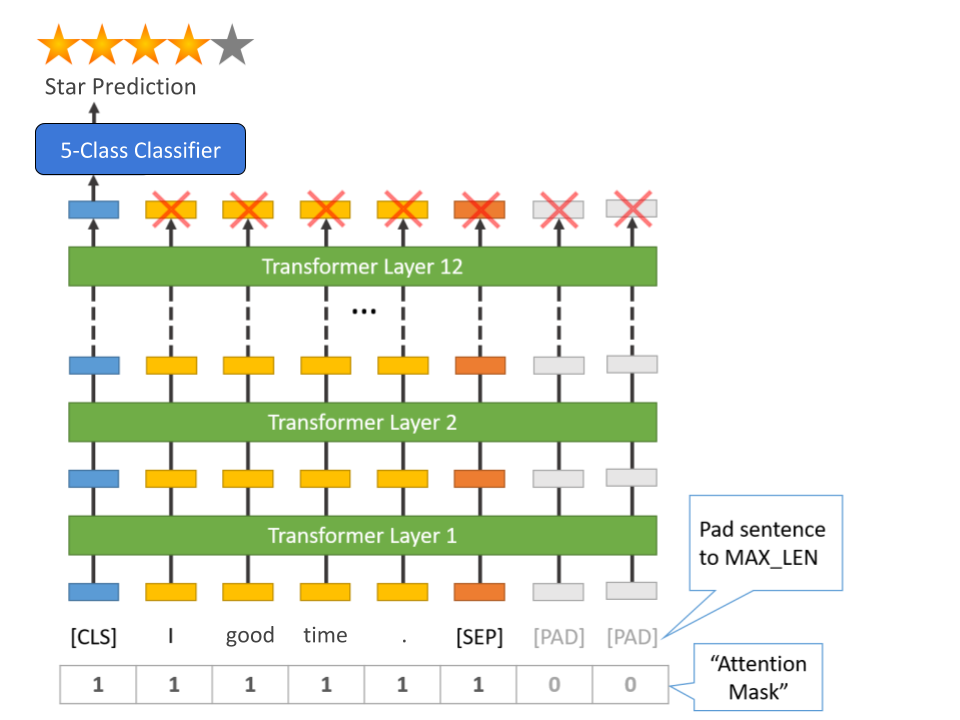 Star Prediction
5-Class Classifier
Transformer Layer 12
...
Transformer Layer 2
Transformer Layer 1
Pad sentence
to MAX_LEN
[CLS] I good time . [SEP] [PAD] [PAD]
1 1 1 1 1 1 0 0
“Attention
Mask”